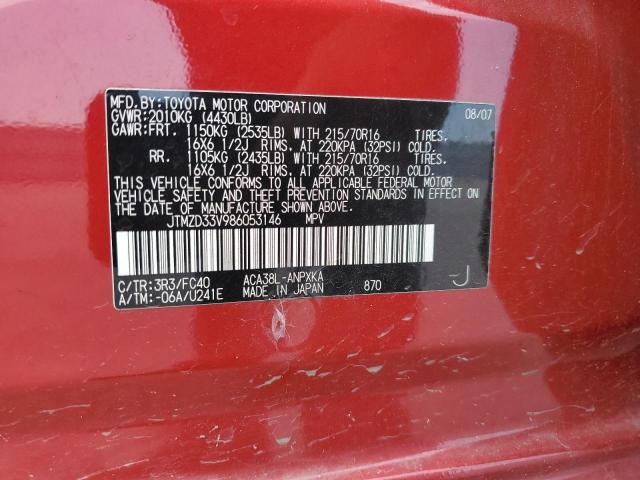 MFD.BY:TOYOTA MOTOR CORPORATION 08/07
GVWR:2010KG (4430LB)
GAWR:FRT. 1150KG (2535LB) WITH 215/70R16 TIRES.
16X6 1/2J RIMS. AT 220KPA (32PSI) COLD.
RR. 1105KG (2435LB) WITH 215/70R16 TIRES.
16X6 1/2J RIMS. AT 220KPA (32PSI) COLD.
THIS VEHICLE CONFORMS TO ALL APPLICABLE FEDERAL MOTOR
VEHICLE SAFETY AND THEFT PREVENTION STANDARDS IN EFFECT ON
THE DATE OF MANUFACTURE SHOWN ABOVE.
JTMZD33V986053146 MPV
C/TR:3R3/FC40 ACA38L-ANPXKA
A/TM:-06A/U241E MADE IN JAPAN 870 J